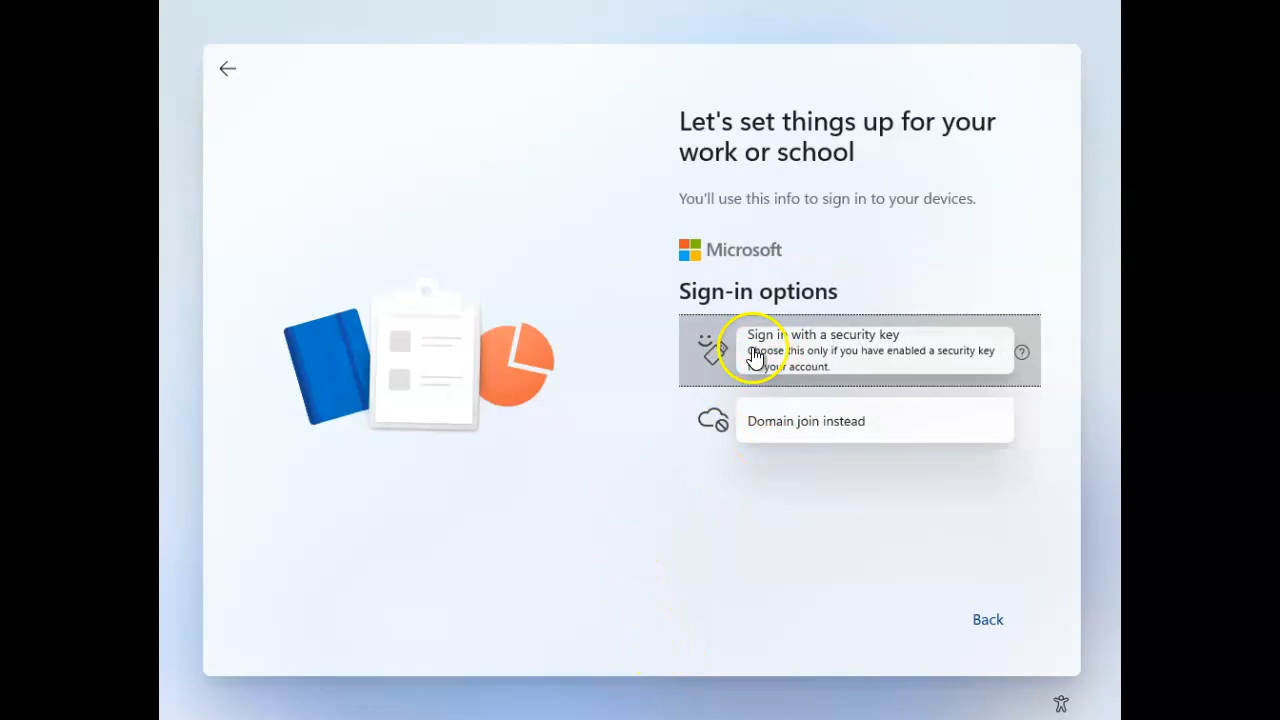 Let's set things up for your
work or school
You'll use this info to sign in to your devices.
Microsoft
Sign-in options
Sign in with a security key
Choose this only if you have enabled a security key
your account.
Domain join instead
Back